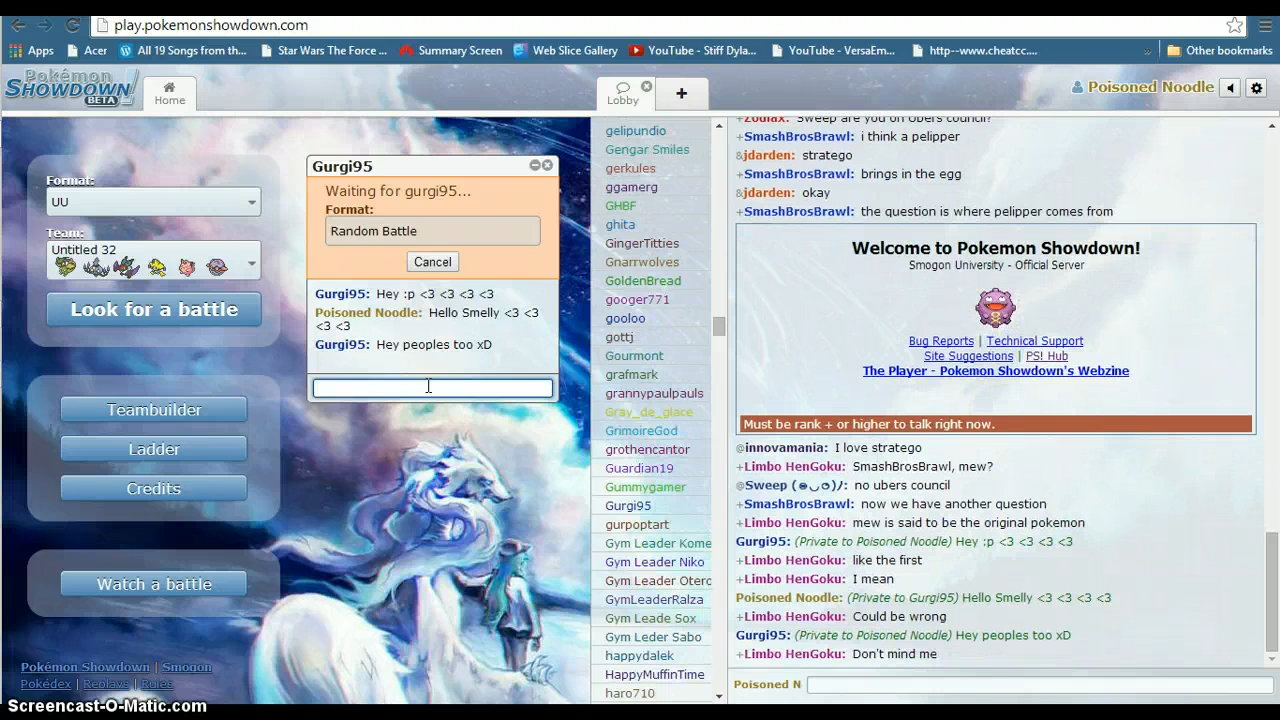 play.pokemonshowdown.com
Apps Acer All 19 Songs from th... Star Wars The Force ... Summary Screen Web Slice Gallery YouTube - Stiff Dyla... YouTube - VersaEm... http--www.cheatcc.... » Other bookmarks
Pokémon
Showdown
BETA
Home
Lobby
+
Poisoned Noodle
Format:
UU
Team:
Untitled 32
Look for a battle
Teambuilder
Ladder
Credits
Watch a battle
Pokémon Showdown | Smogon
Pokédex | Replays | Rules
Screencast-O-Matic.com
Gurgi95
Waiting for gurgi95...
Format:
Random Battle
Cancel
Gurgi95: Hey :p <3 <3 <3 <3
Poisoned Noodle: Hello Smelly <3 <3
<3 <3
Gurgi95: Hey peoples too xD
gelipundio
Gengar Smiles
gerkules
ggamerg
GHBF
ghita
GingerTitties
Gnarrwolves
GoldenBread
googer771
gooloo
gottj
Gourmont
grafmark
grannypaulpauls
Gray_de_glace
GrimoireGod
grothencantor
Guardian19
Gummygamer
Gurgi95
gurpoptart
Gym Leader Kome
Gym Leader Niko
Gym Leader Otero
GymLeaderRalza
Gym Leade Sox
Gym Leder Sabo
happydalek
HappyMuffinTime
haro710
+Zodiax: Sweep are you on Ubers council?
+SmashBrosBrawl: i think a pelipper
&jdarden: stratego
+SmashBrosBrawl: brings in the egg
&jdarden: okay
+SmashBrosBrawl: the question is where pelipper comes from
Welcome to Pokemon Showdown!
Smogon University - Official Server
Bug Reports | Technical Support
Site Suggestions | PS! Hub
The Player - Pokemon Showdown's Webzine
Must be rank + or higher to talk right now.
@innovamania: I love stratego
+Limbo HenGoku: SmashBrosBrawl, mew?
@Sweep (๑◡൭)ﾉ: no ubers council
+SmashBrosBrawl: now we have another question
+Limbo HenGoku: mew is said to be the original pokemon
Gurgi95: (Private to Poisoned Noodle) Hey :p <3 <3 <3 <3
+Limbo HenGoku: like the first
+Limbo HenGoku: I mean
Poisoned Noodle: (Private to Gurgi95) Hello Smelly <3 <3 <3 <3
+Limbo HenGoku: Could be wrong
Gurgi95: (Private to Poisoned Noodle) Hey peoples too xD
+Limbo HenGoku: Don't mind me
Poisoned N